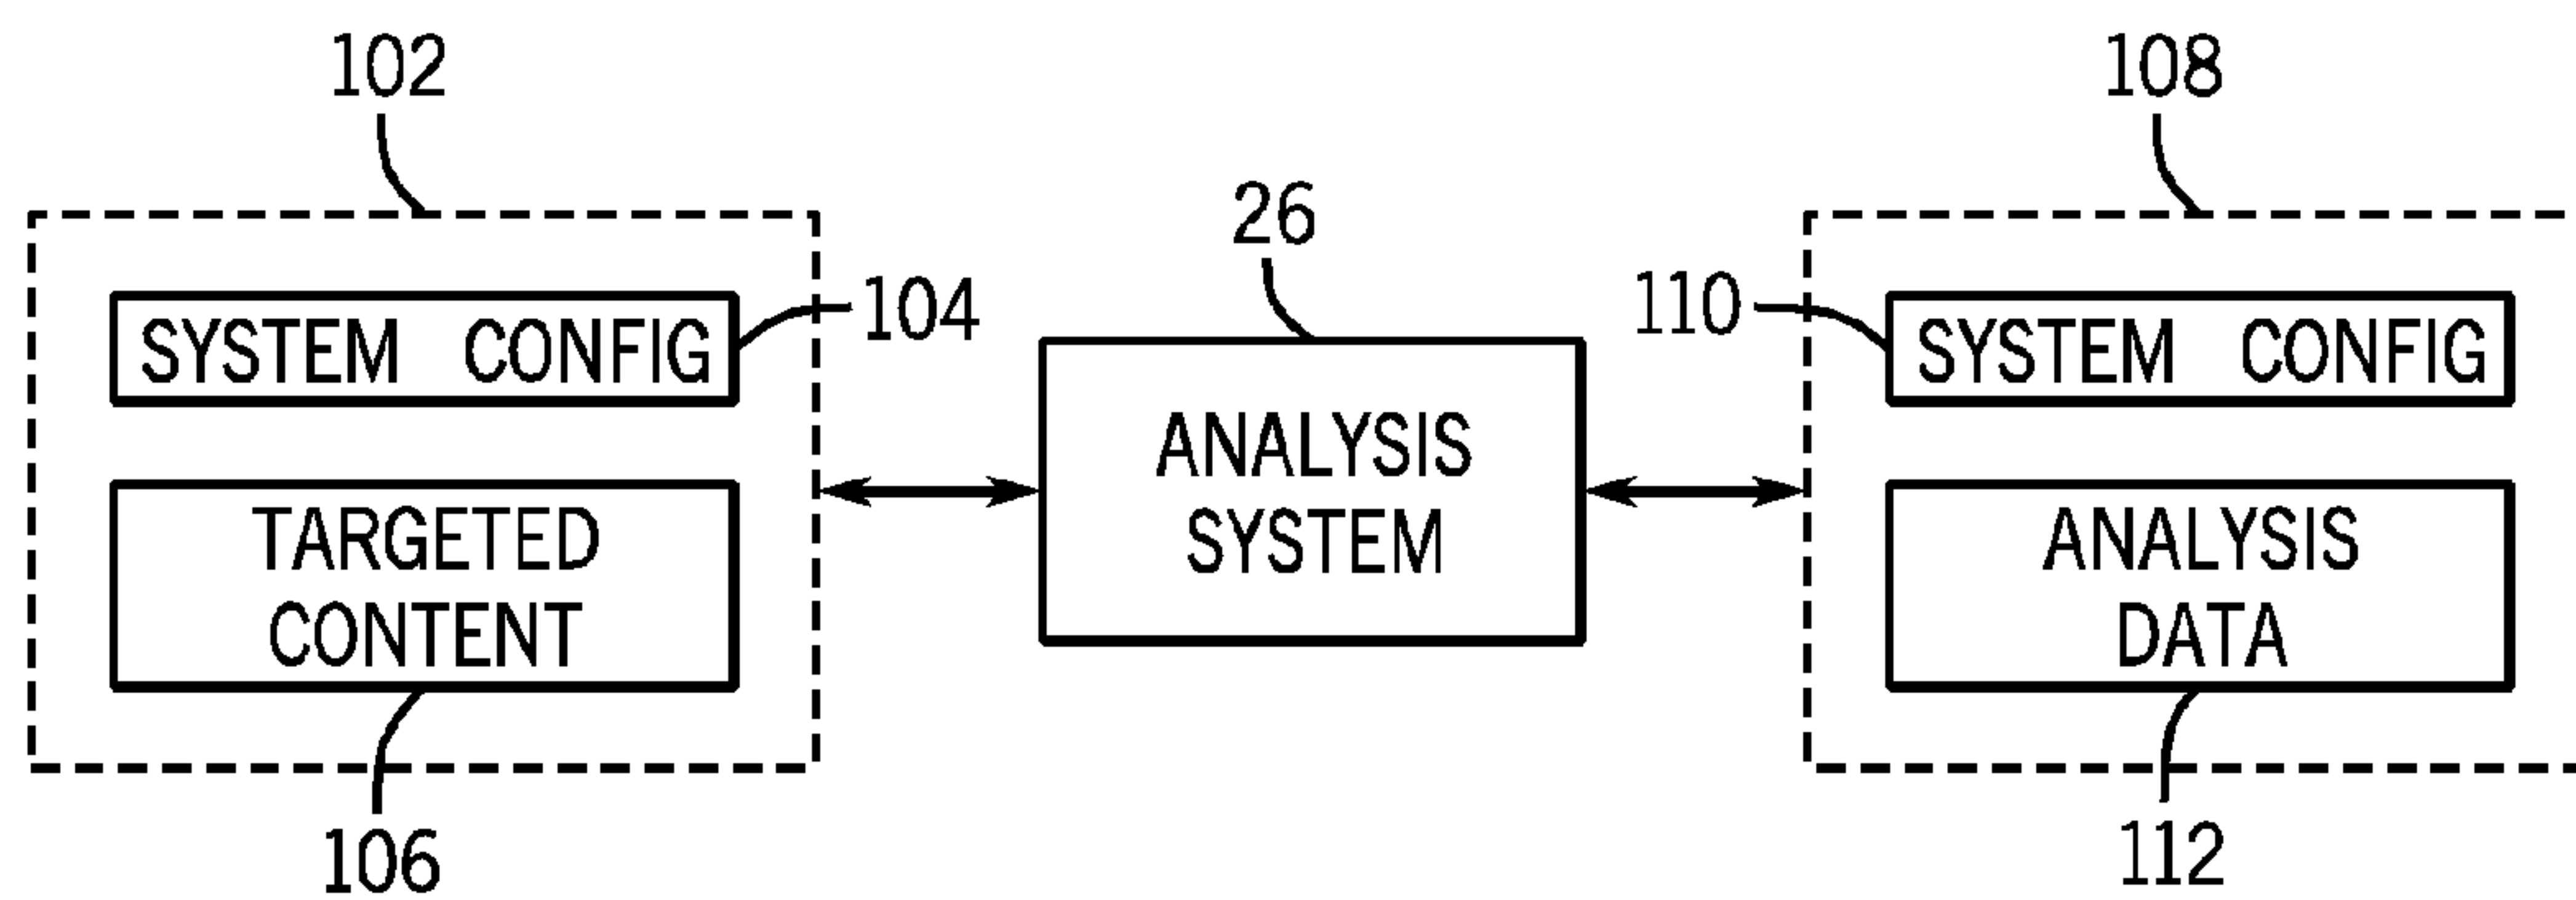 102
108
26
104
110
SYSTEM CONFIG
SYSTEM CONFIG
ANALYSIS
SYSTEM
TARGETED
CONTENT
ANALYSIS
DATA
106
112